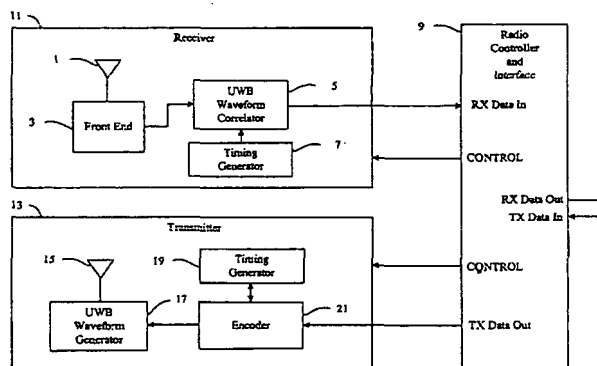 11
Receiver
1
3
Front End
UWB
Waveform
Correlator
5
Timing
Generator
7
9
Radio
Controller
and
Interface
RX Data In
CONTROL
RX Data Out
TX Data In
CONTROL
TX Data Out
13
Transmitter
15
UWB
Waveform
Generator
17
19
Timing
Generator
Encoder
21